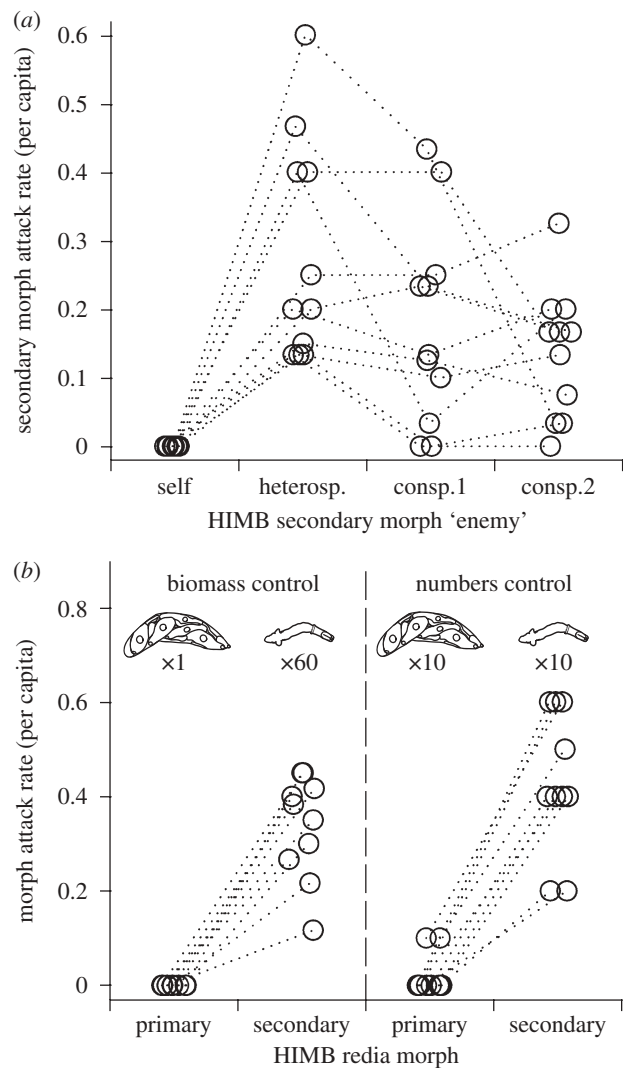 (a)
secondary morph attack rate (per capita)
0.6
0.5
0.4
0.3
0.2
0.1
0
self heterosp. consp.1 consp.2
HIMB secondary morph ‘enemy’
(b)
biomass control numbers control
morph attack rate (per capita)
0.8
×1 ×60 ×10 ×10
0.6
0.4
0.2
0
primary secondary primary secondary
HIMB redia morph